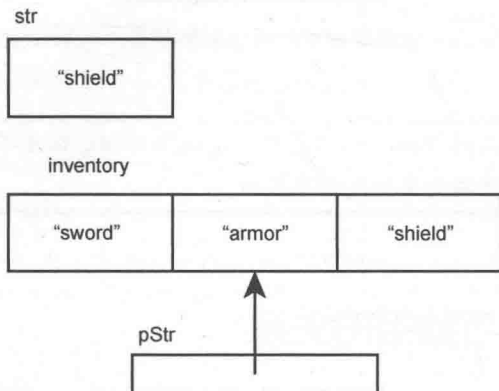 str
“shield”
inventory
“sword” “armor” “shield”
pStr